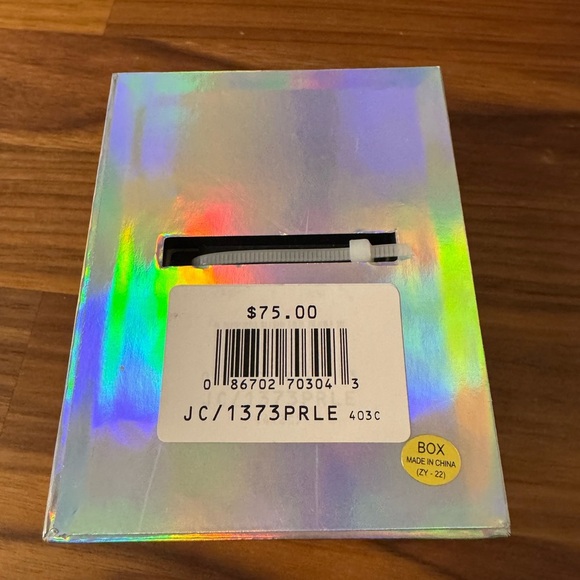 $75.00
0 86702 70304 3
JC/1373PRLE 403C
BOX
MADE IN CHINA
(ZY - 22)